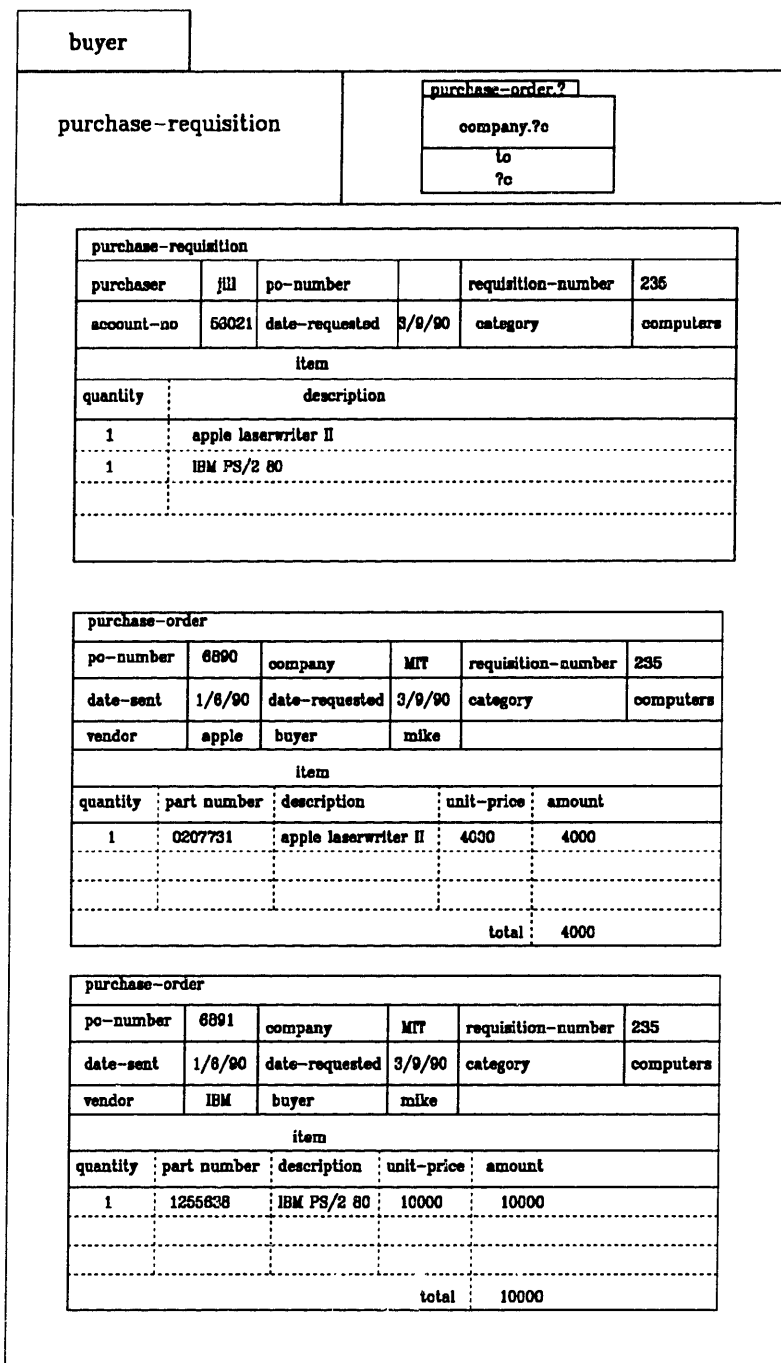 buyer
purchase-requisition
purchase-order.?
company.?c
to
?c
purchase-requisition
purchaser jill po-number requisition-number 235
account-no 53021 date-requested 3/9/90 category computers
item
quantity description
1 apple laserwriter II
1 IBM PS/2 80
purchase-order
po-number 6890 company MIT requisition-number 235
date-sent 1/6/90 date-requested 3/9/90 category computers
vendor apple buyer mike
item
quantity part number description unit-price amount
1 0207731 apple laserwriter II 4000 4000
total 4000
purchase-order
po-number 6891 company MIT requisition-number 235
date-sent 1/6/90 date-requested 3/9/90 category computers
vendor IBM buyer mike
item
quantity part number description unit-price amount
1 1255638 IBM PS/2 80 10000 10000
total 10000